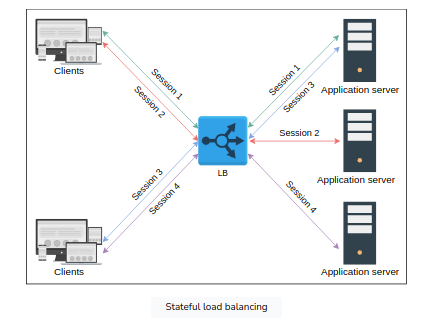 Clients
Session 1
Session 2
Session 1
Session 3
Application server
Session 2
LB
Application server
Session 3
Session 4
Session 4
Clients
Application server
Stateful load balancing